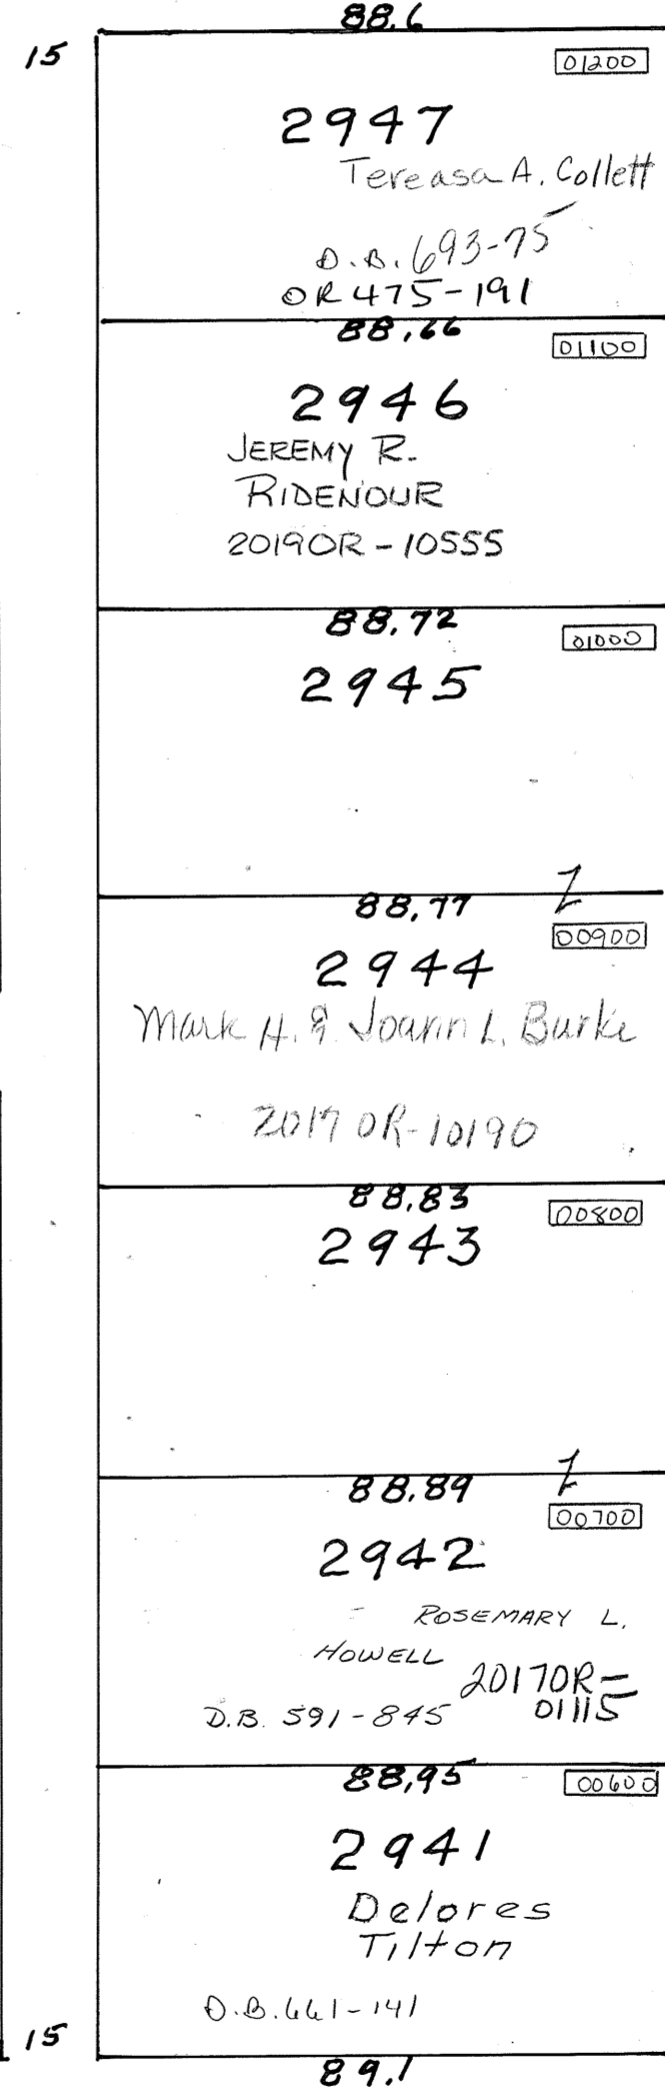 88.6
15
01200
2947
Tereasa A. Collett
D.B. 693-75
OR 475-191
88.66
01100
2946
JEREMY R.
RIDENOUR
2019OR-10555
88.72
01000
2945
88.77
00900
2944
Mark H. & Joann L. Burke
2017 OR-10190
88.83
00800
2943
88.89
00700
2942
ROSEMARY L.
HOWELL
2017OR-
01115
D.B. 591-845
88.95
00600
2941
Delores
Tilton
D.B. 661-141
15
89.1